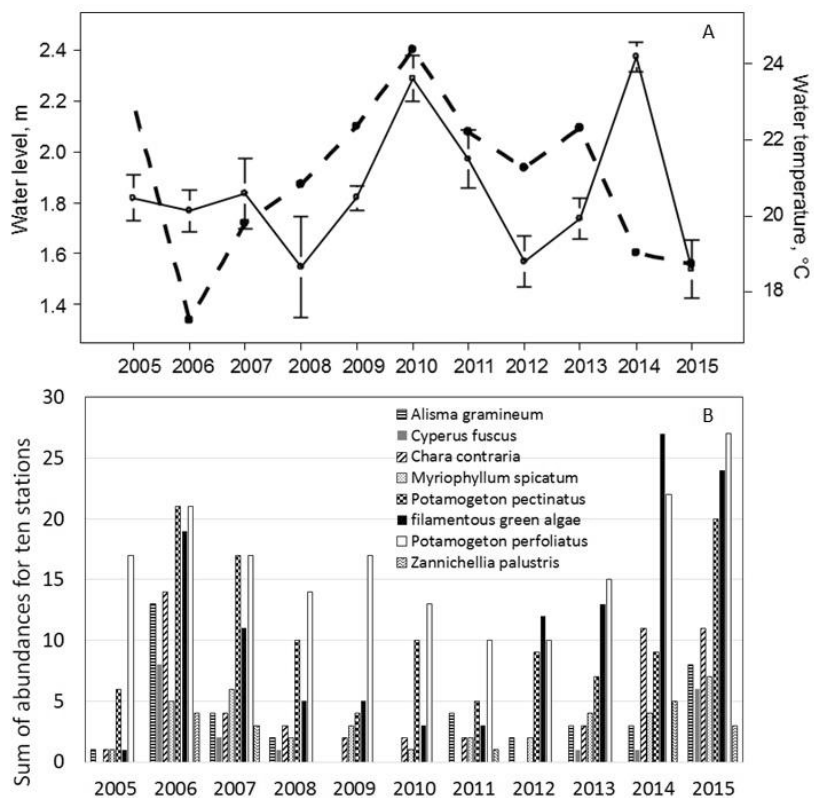 A
2.4
2.2
2.0
1.8
1.6
1.4
Water level, m
24
22
20
18
Water temperature, °C
2005 2006 2007 2008 2009 2010 2011 2012 2013 2014 2015
B
30
25
20
15
10
5
0
Sum of abundances for ten stations
Alisma gramineum
Cyperus fuscus
Chara contraria
Myriophyllum spicatum
Potamogeton pectinatus
filamentous green algae
Potamogeton perfoliatus
Zannichellia palustris
2005 2006 2007 2008 2009 2010 2011 2012 2013 2014 2015